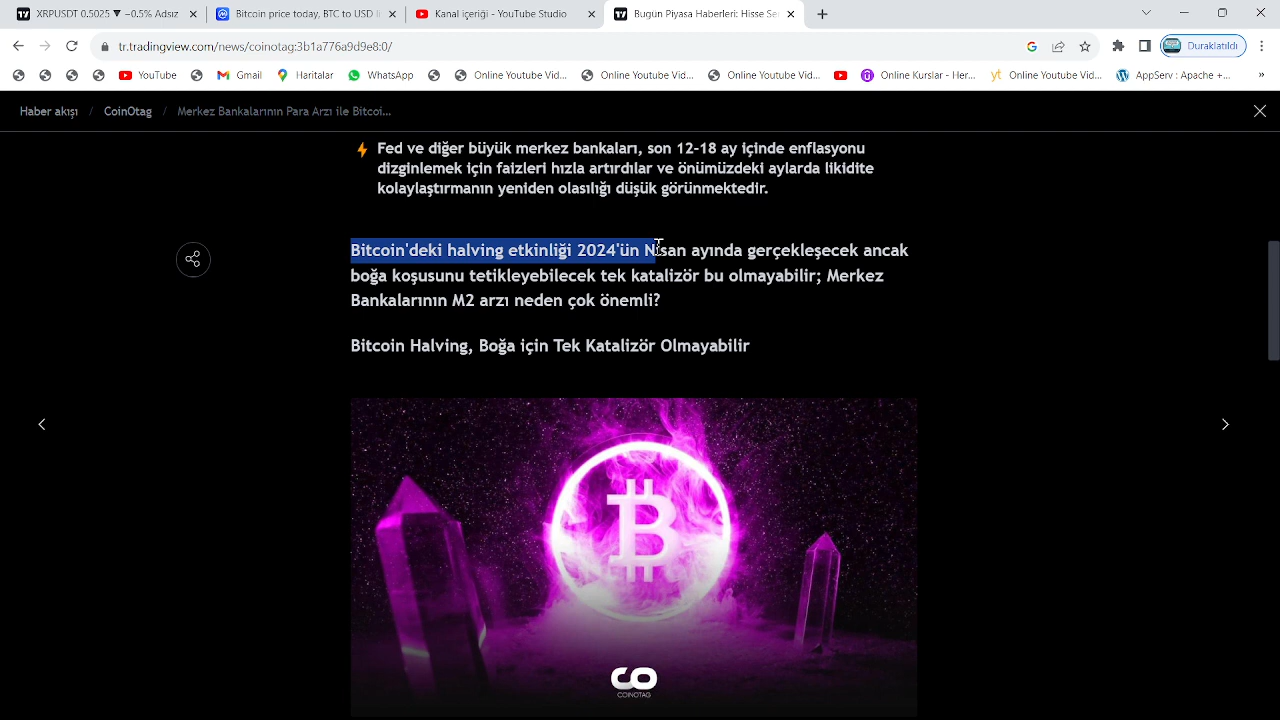 XRPUSDT 0.5025 ▼ −0.5% Adsız
Bitcoin price today, BTC to USD li
Kanal içeriği - YouTube Studio
Bugün Piyasa Haberleri: Hisse Se
tr.tradingview.com/news/coinotag:3b1a776a9d9e8:0/
Duraklatıldı
YouTube
Gmail
Haritalar
WhatsApp
Online Youtube Vid...
Online Youtube Vid...
Online Youtube Vid...
Online Kurslar - Her...
yt Online Youtube Vid...
AppServ : Apache +...
»
Haber akışı / CoinOtag / Merkez Bankalarının Para Arzı ile Bitcoi...
Fed ve diğer büyük merkez bankaları, son 12-18 ay içinde enflasyonu
dizginlemek için faizleri hızla artırdılar ve önümüzdeki aylarda likidite
kolaylaştırmanın yeniden olasılığı düşük görünmektedir.
Bitcoin'deki halving etkinliği 2024'ün Nisan ayında gerçekleşecek ancak
boğa koşusunu tetikleyebilecek tek katalizör bu olmayabilir; Merkez
Bankalarının M2 arzı neden çok önemli?
Bitcoin Halving, Boğa için Tek Katalizör Olmayabilir
COINOTAG